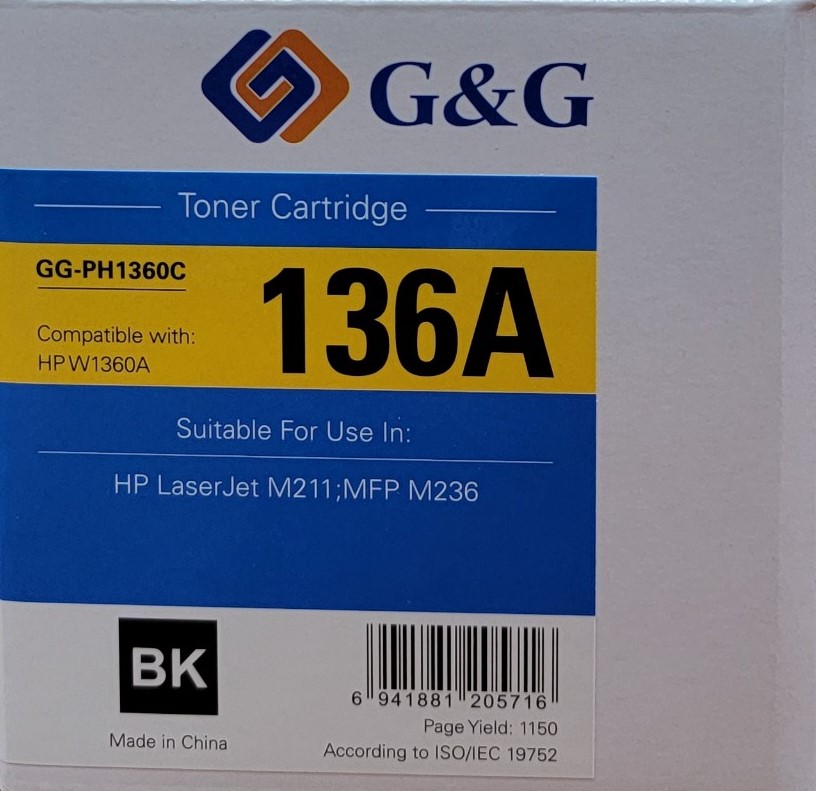 G&G
Toner Cartridge
GG-PH1360C
136A
Compatible with:
HP W1360A
Suitable For Use In:
HP LaserJet M211;MFP M236
BK
6 941881 205716
Made in China
Page Yield: 1150
According to ISO/IEC 19752